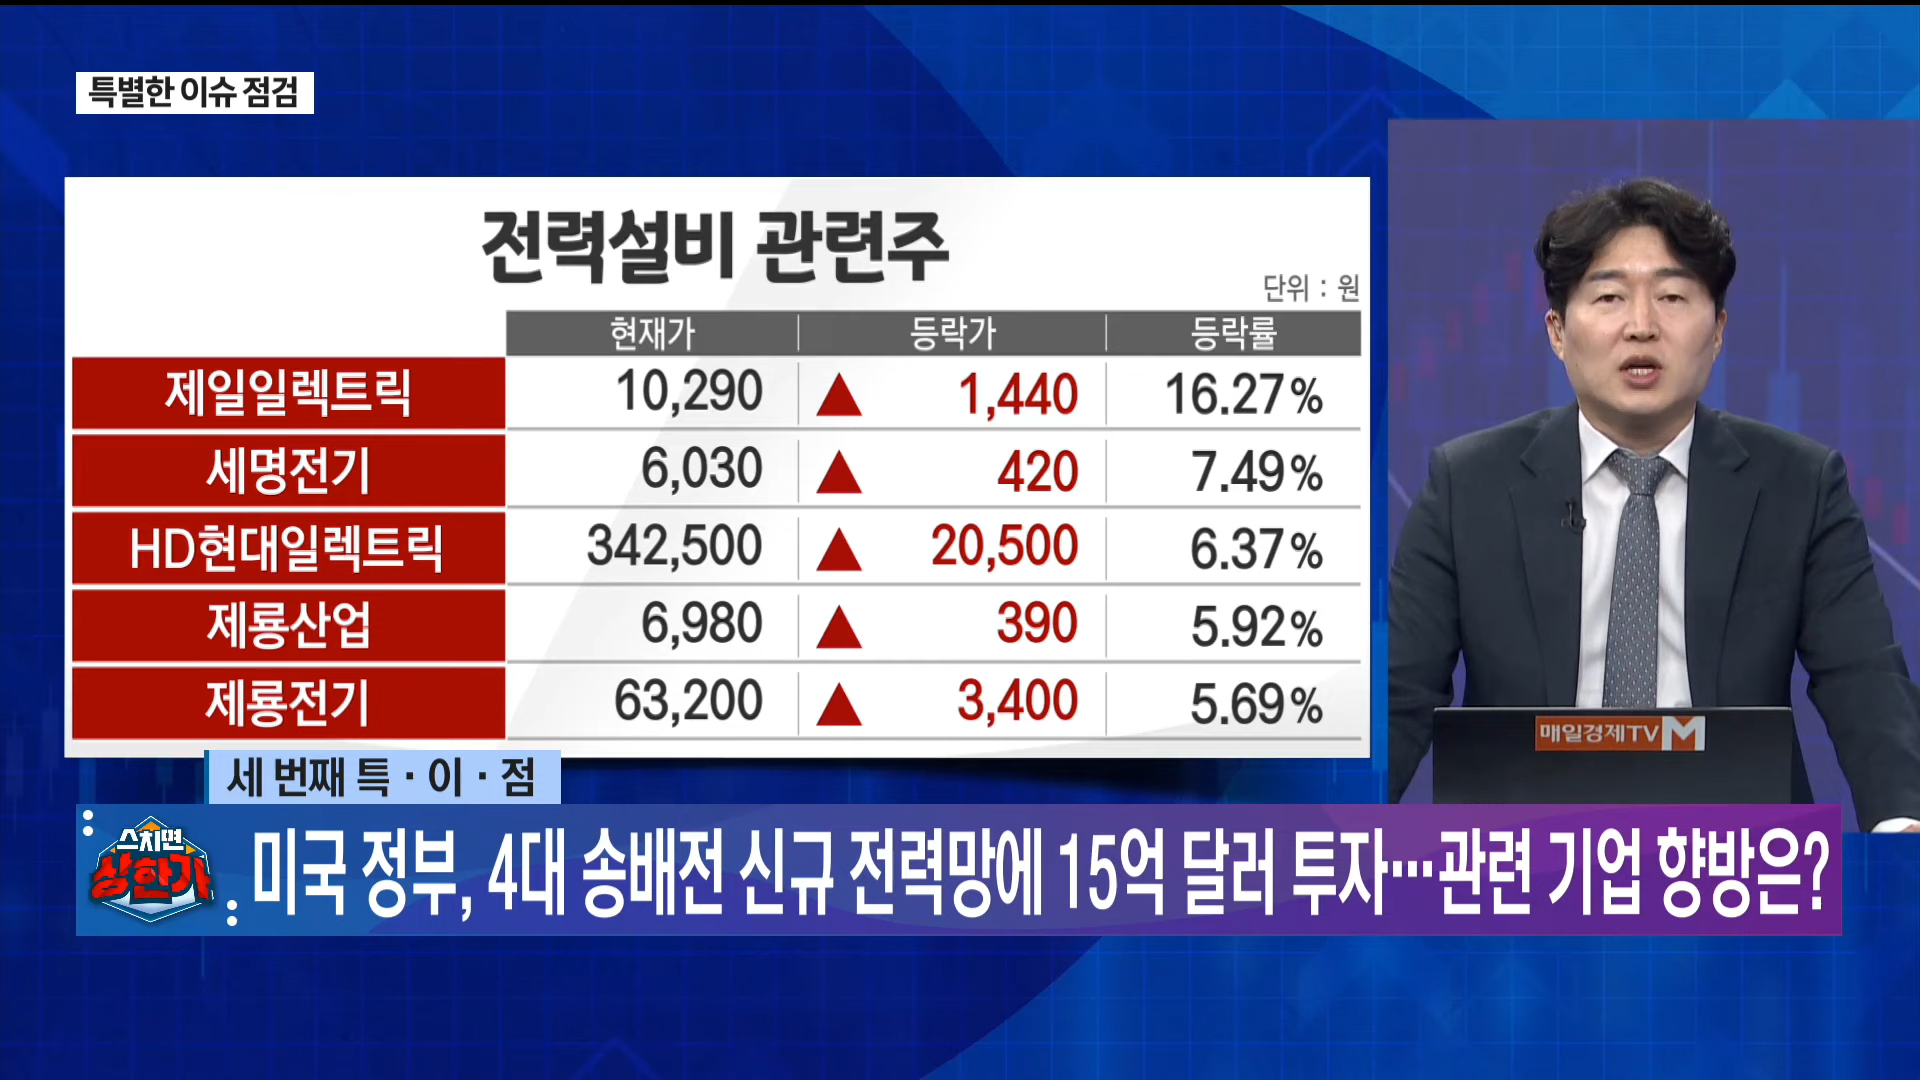 특별한 이슈 점검
전력설비 관련주
단위 : 원
현재가 등락가 등락률
제일일렉트릭 10,290 ▲ 1,440 16.27%
세명전기 6,030 ▲ 420 7.49%
HD현대일렉트릭 342,500 ▲ 20,500 6.37%
제룡산업 6,980 ▲ 390 5.92%
제룡전기 63,200 ▲ 3,400 5.69%
매일경제TV M
세 번째 특·이·점
스치면
상한가
미국 정부, 4대 송배전 신규 전력망에 15억 달러 투자…관련 기업 향방은?